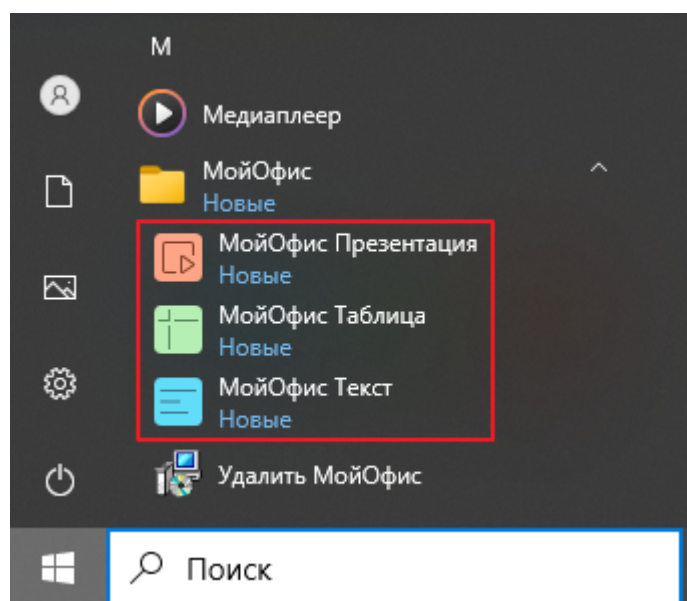 М
Медиаплеер
МойОфис
Новые
МойОфис Презентация
Новые
МойОфис Таблица
Новые
МойОфис Текст
Новые
Удалить МойОфис
Поиск